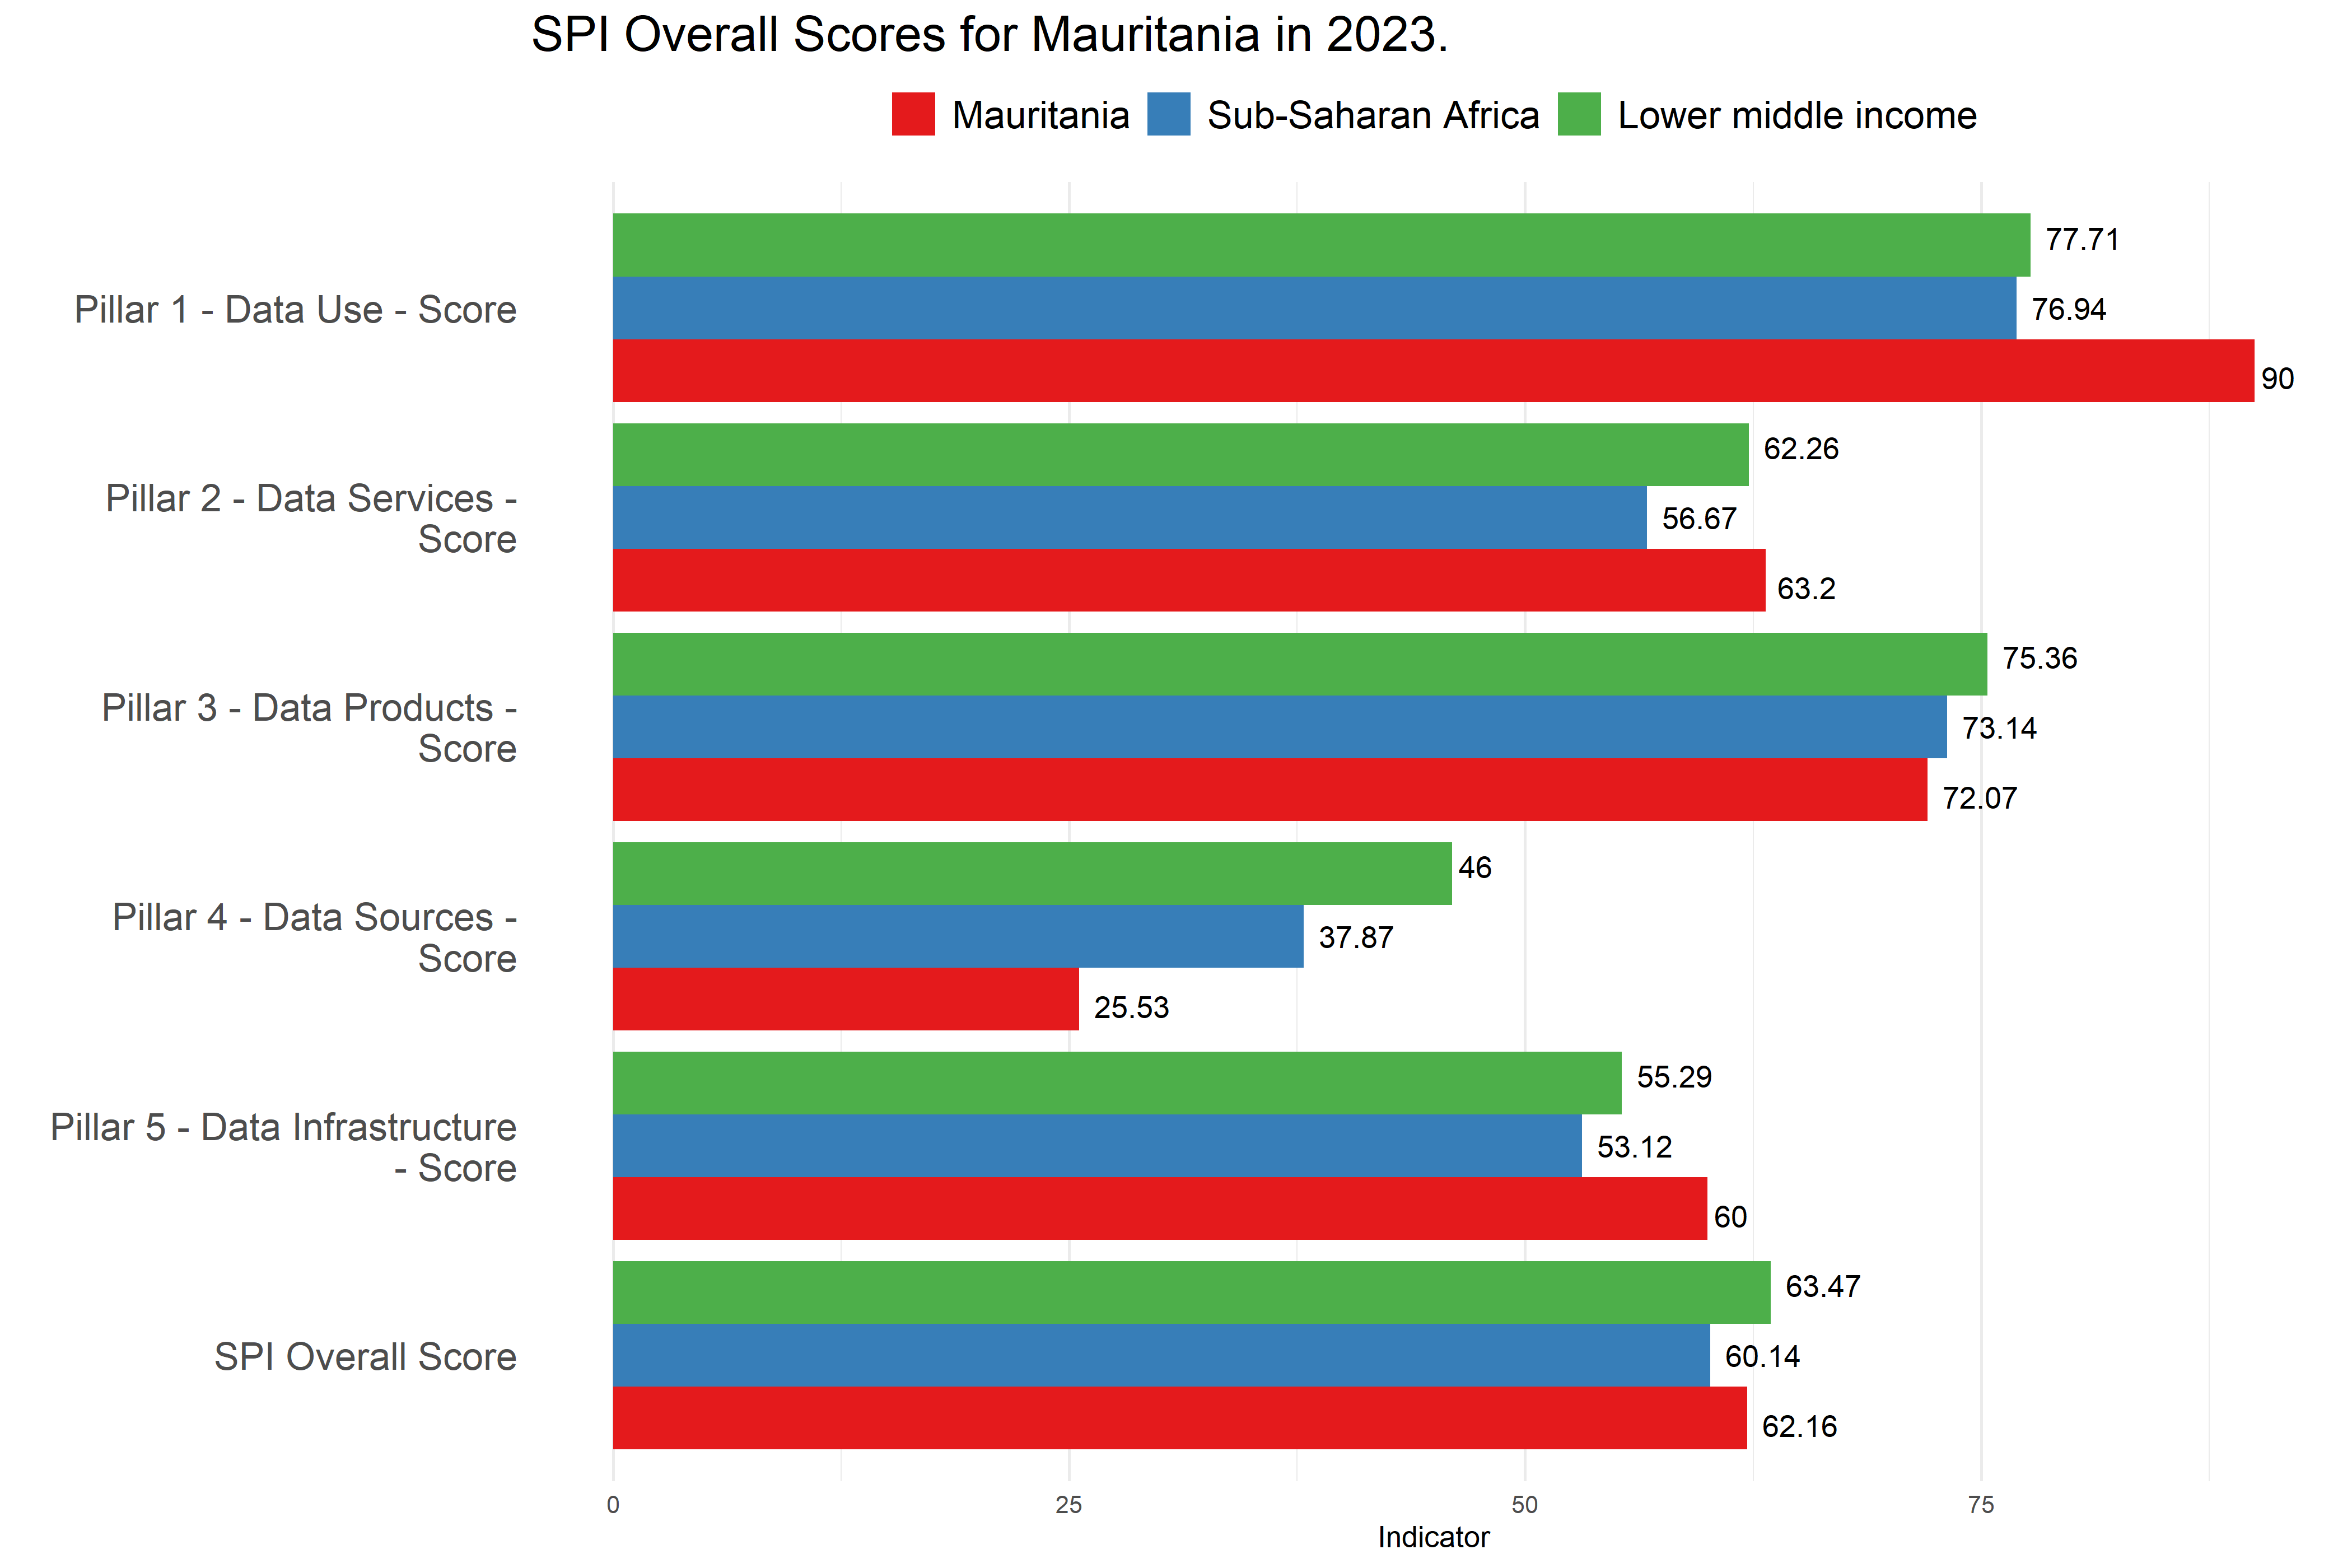 SPI Overall Scores for Mauritania in 2023.
Mauritania Sub-Saharan Africa Lower middle income
Pillar 1 - Data Use - Score
77.71
76.94
90
Pillar 2 - Data Services -
Score
62.26
56.67
63.2
Pillar 3 - Data Products -
Score
75.36
73.14
72.07
Pillar 4 - Data Sources -
Score
46
37.87
25.53
Pillar 5 - Data Infrastructure
- Score
55.29
53.12
60
SPI Overall Score
63.47
60.14
62.16
0 25 50 75
Indicator